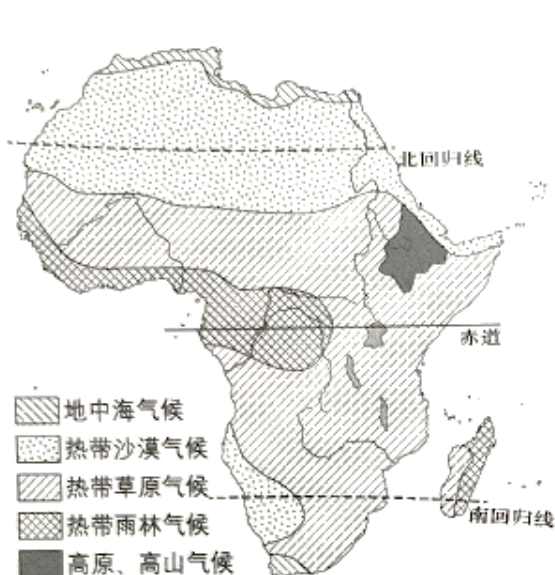 北回归线
赤道
地中海气候
热带沙漠气候
热带草原气候
南回归线
热带雨林气候
高原、高山气候